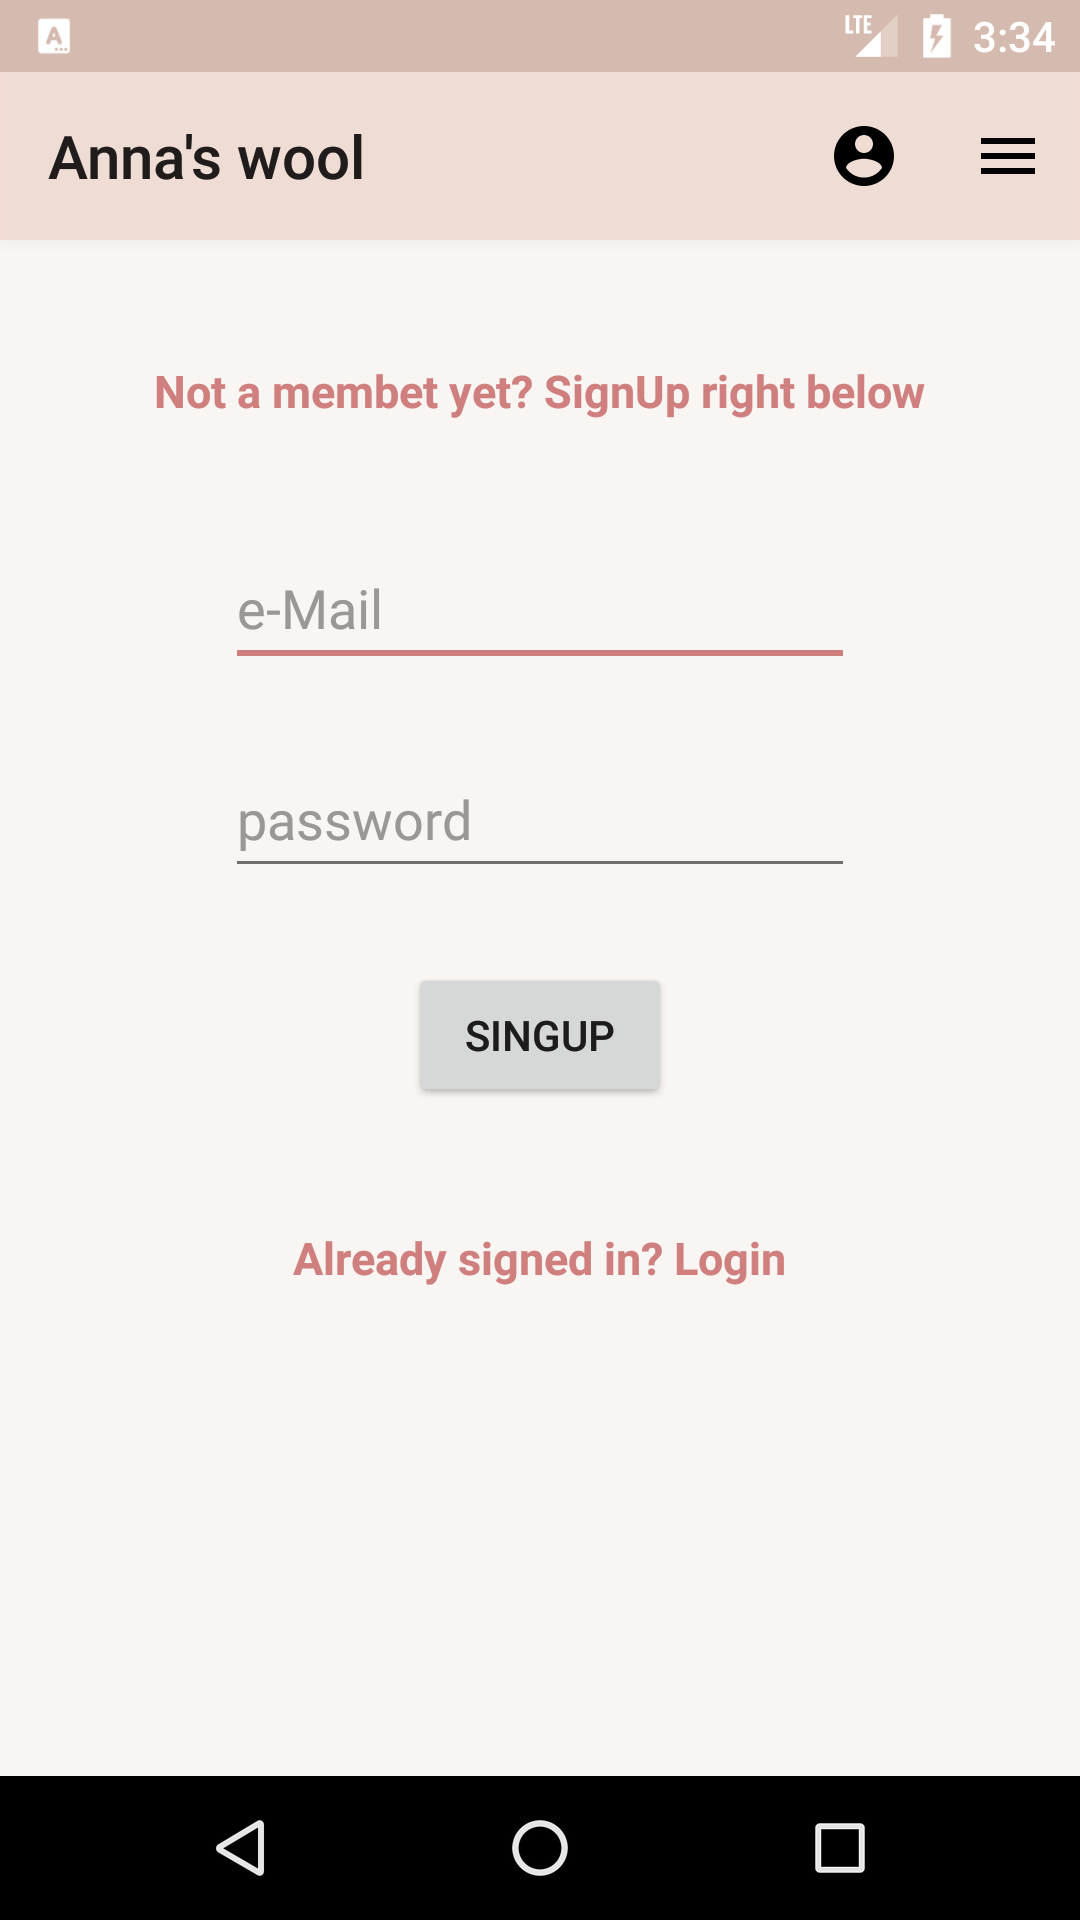 A
LTE 3:34
Anna's wool
Not a membet yet? SignUp right below
e-Mail
password
SINGUP
Already signed in? Login